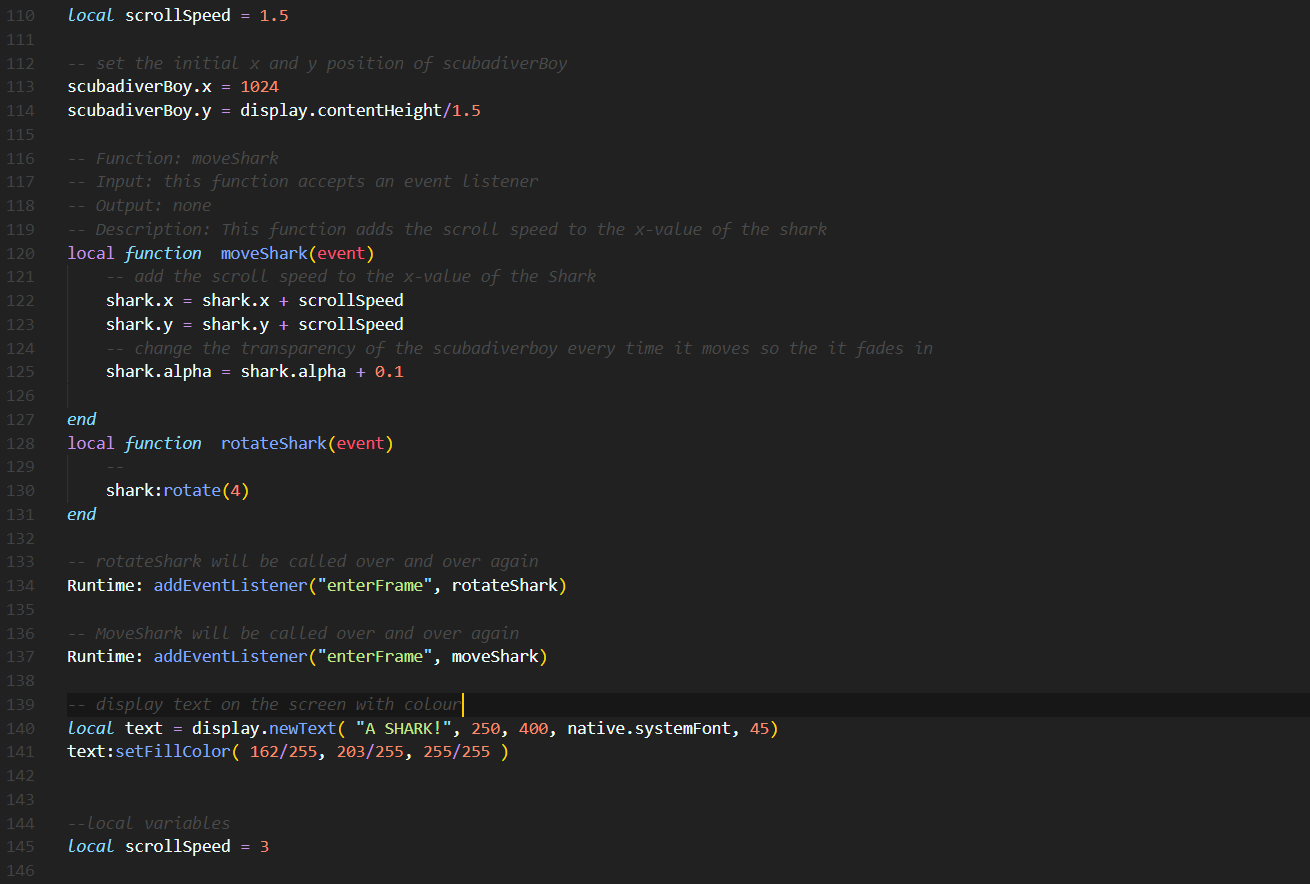 110 local scrollSpeed = 1.5
111
112 -- set the initial x and y position of scubadiverBoy
113 scubadiverBoy.x = 1024
114 scubadiverBoy.y = display.contentHeight/1.5
115
116 -- Function: moveShark
117 -- Input: this function accepts an event listener
118 -- Output: none
119 -- Description: This function adds the scroll speed to the x-value of the shark
120 local function  moveShark(event)
121     -- add the scroll speed to the x-value of the Shark
122     shark.x = shark.x + scrollSpeed
123     shark.y = shark.y + scrollSpeed
124     -- change the transparency of the scubadiverboy every time it moves so the it fades in
125     shark.alpha = shark.alpha + 0.1
126
127 end
128 local function  rotateShark(event)
129     --
130     shark:rotate(4)
131 end
132
133 -- rotateShark will be called over and over again
134 Runtime: addEventListener("enterFrame", rotateShark)
135
136 -- MoveShark will be called over and over again
137 Runtime: addEventListener("enterFrame", moveShark)
138
139 -- display text on the screen with colour
140 local text = display.newText( "A SHARK!", 250, 400, native.systemFont, 45)
141 text:setFillColor( 162/255, 203/255, 255/255 )
142
143
144 --local variables
145 local scrollSpeed = 3
146